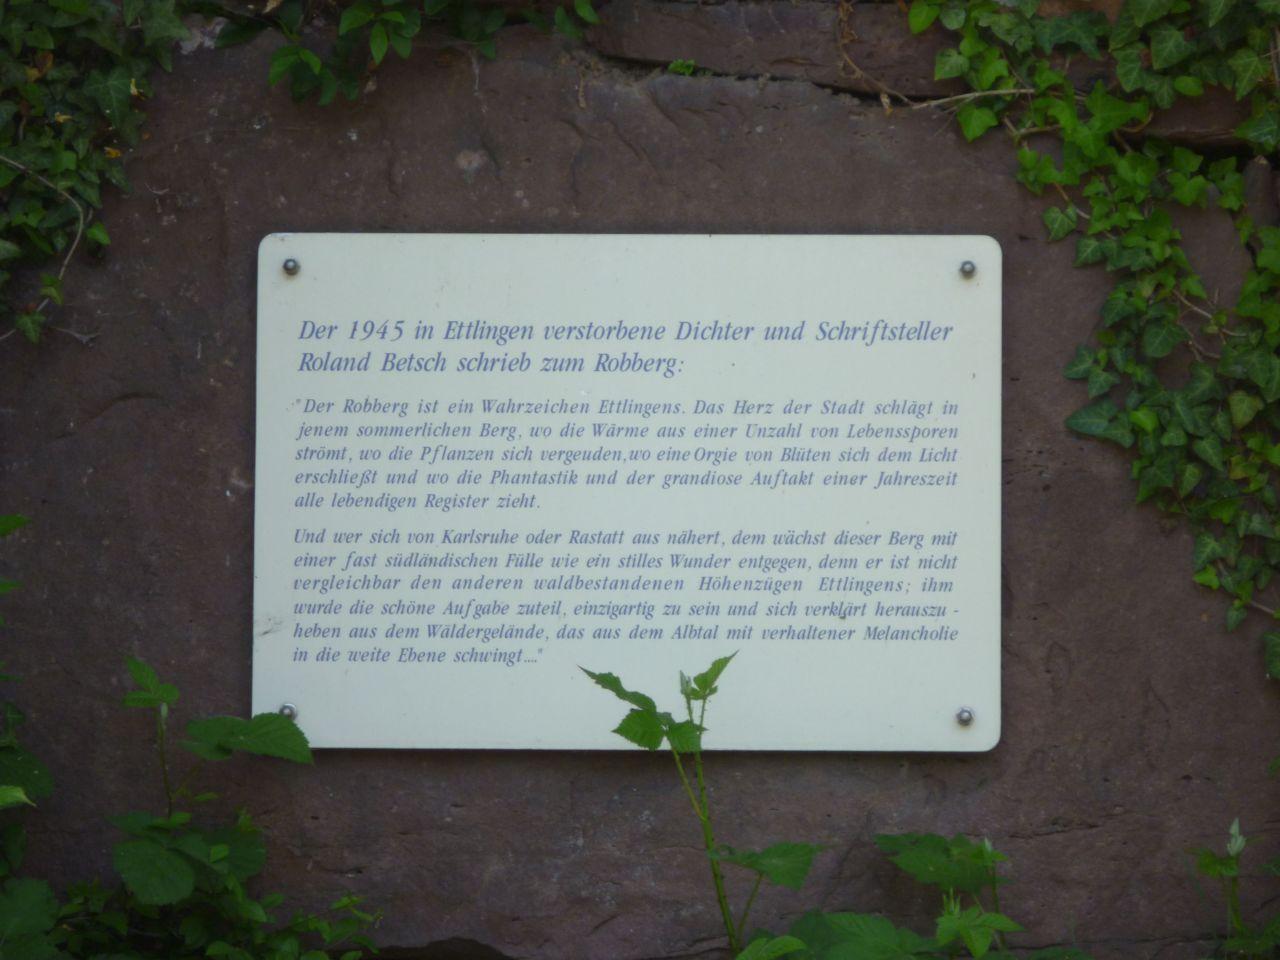 Der 1945 in Ettlingen verstorbene Dichter und Schriftsteller
Roland Betsch schrieb zum Robberg:
"Der Robberg ist ein Wahrzeichen Ettlingens. Das Herz der Stadt schlägt in
jenem sommerlichen Berg, wo die Wärme aus einer Unzahl von Lebenssporen
strömt, wo die Pflanzen sich vergeuden,wo eine Orgie von Blüten sich dem Licht
erschließt und wo die Phantastik und der grandiose Auftakt einer Jahreszeit
alle lebendigen Register zieht.
Und wer sich von Karlsruhe oder Rastatt aus nähert, dem wächst dieser Berg mit
einer fast südländischen Fülle wie ein stilles Wunder entgegen, denn er ist nicht
vergleichbar den anderen waldbestandenen Höhenzügen Ettlingens; ihm
wurde die schöne Aufgabe zuteil, einzigartig zu sein und sich verklärt herauszu -
heben aus dem Wäldergelände, das aus dem Albtal mit verhaltener Melancholie
in die weite Ebene schwingt...."